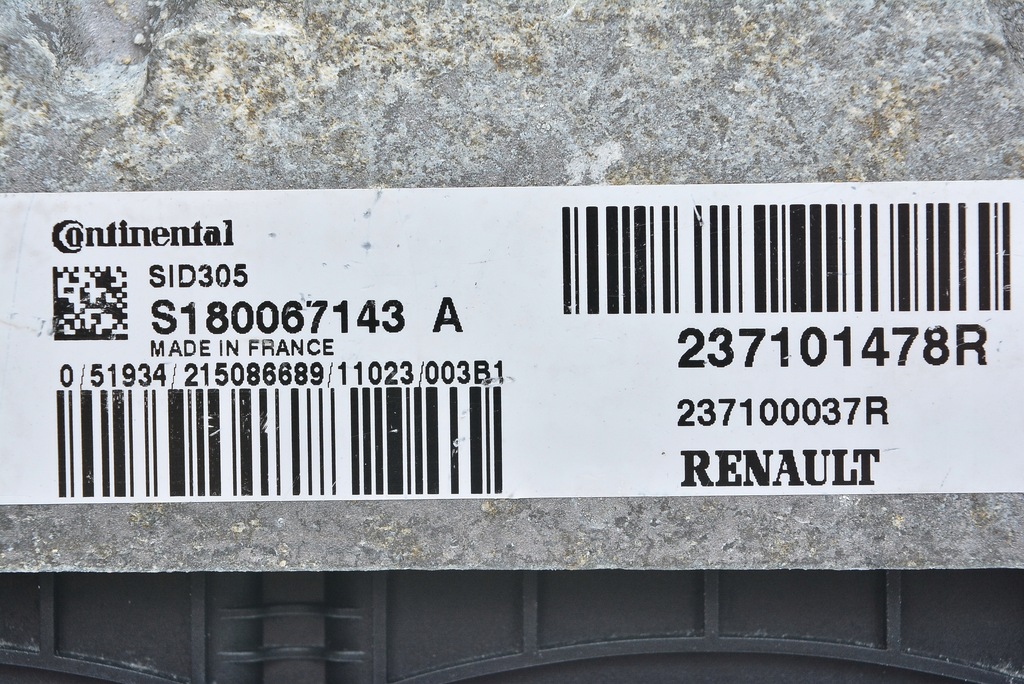 Continental
SID305
S180067143 A
MADE IN FRANCE
0/51934/215086689/11023/003B1
237101478R
237100037R
RENAULT